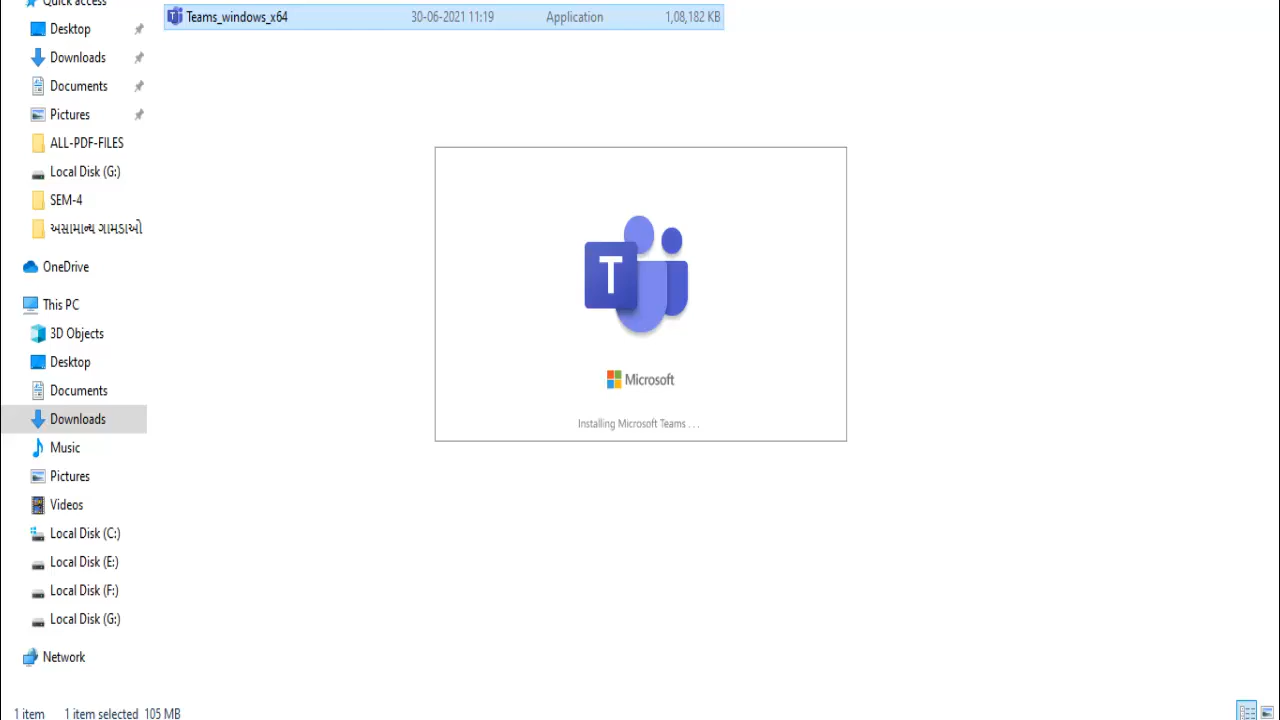 Quick access
Teams_windows_x64 30-06-2021 11:19 Application 1,08,182 KB
Desktop
Downloads
Documents
Pictures
ALL-PDF-FILES
Local Disk (G:)
SEM-4
અસામાન્ય ગામડાઓ
OneDrive
This PC
3D Objects
Desktop
Documents
Downloads
Music
Pictures
Videos
Local Disk (C:)
Local Disk (E:)
Local Disk (F:)
Local Disk (G:)
Network
T
Microsoft
Installing Microsoft Teams . . .
1 item 1 item selected 105 MB